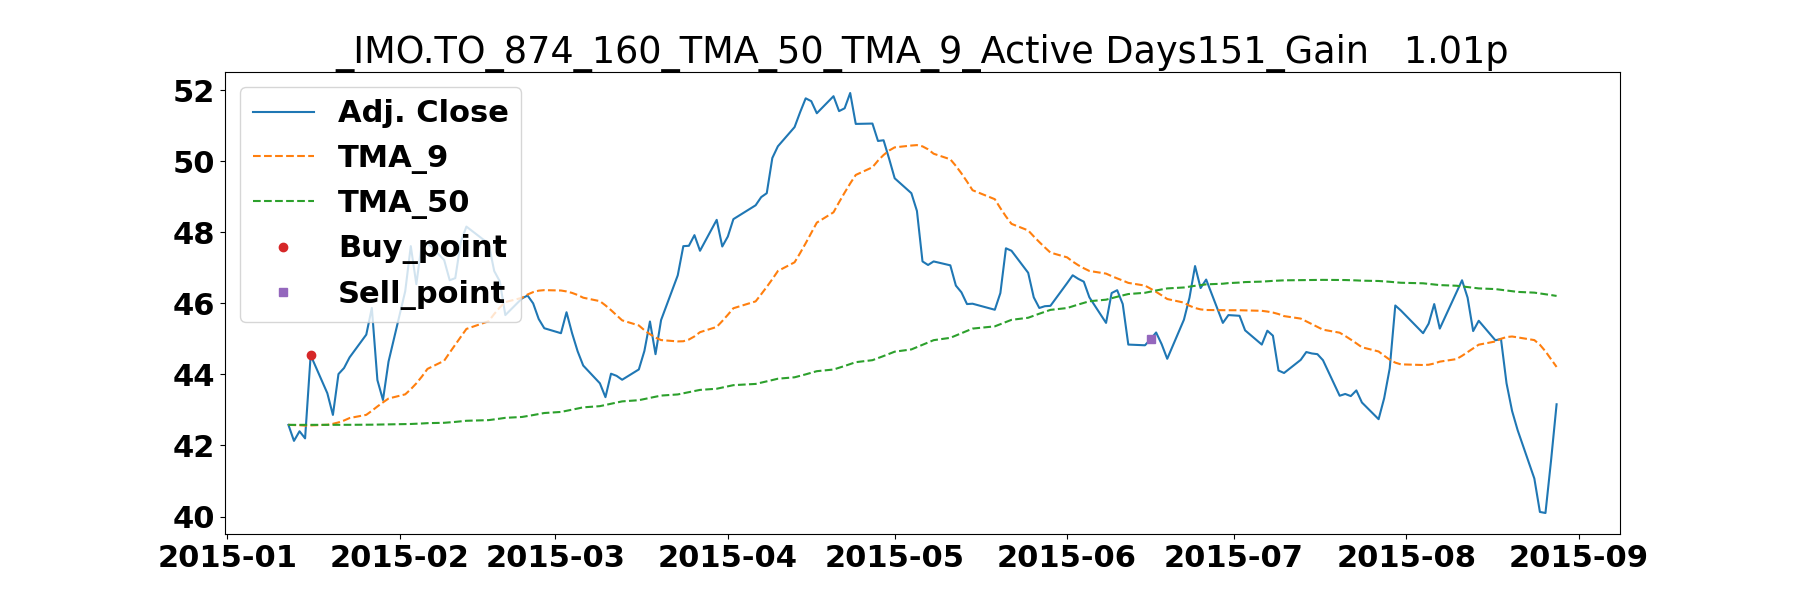 _IMO.TO_874_160_TMA_50_TMA_9_Active Days151_Gain   1.01p
52
50
48
46
44
42
40
Adj. Close
TMA_9
TMA_50
Buy_point
Sell_point
2015-01 2015-02 2015-03 2015-04 2015-05 2015-06 2015-07 2015-08 2015-09